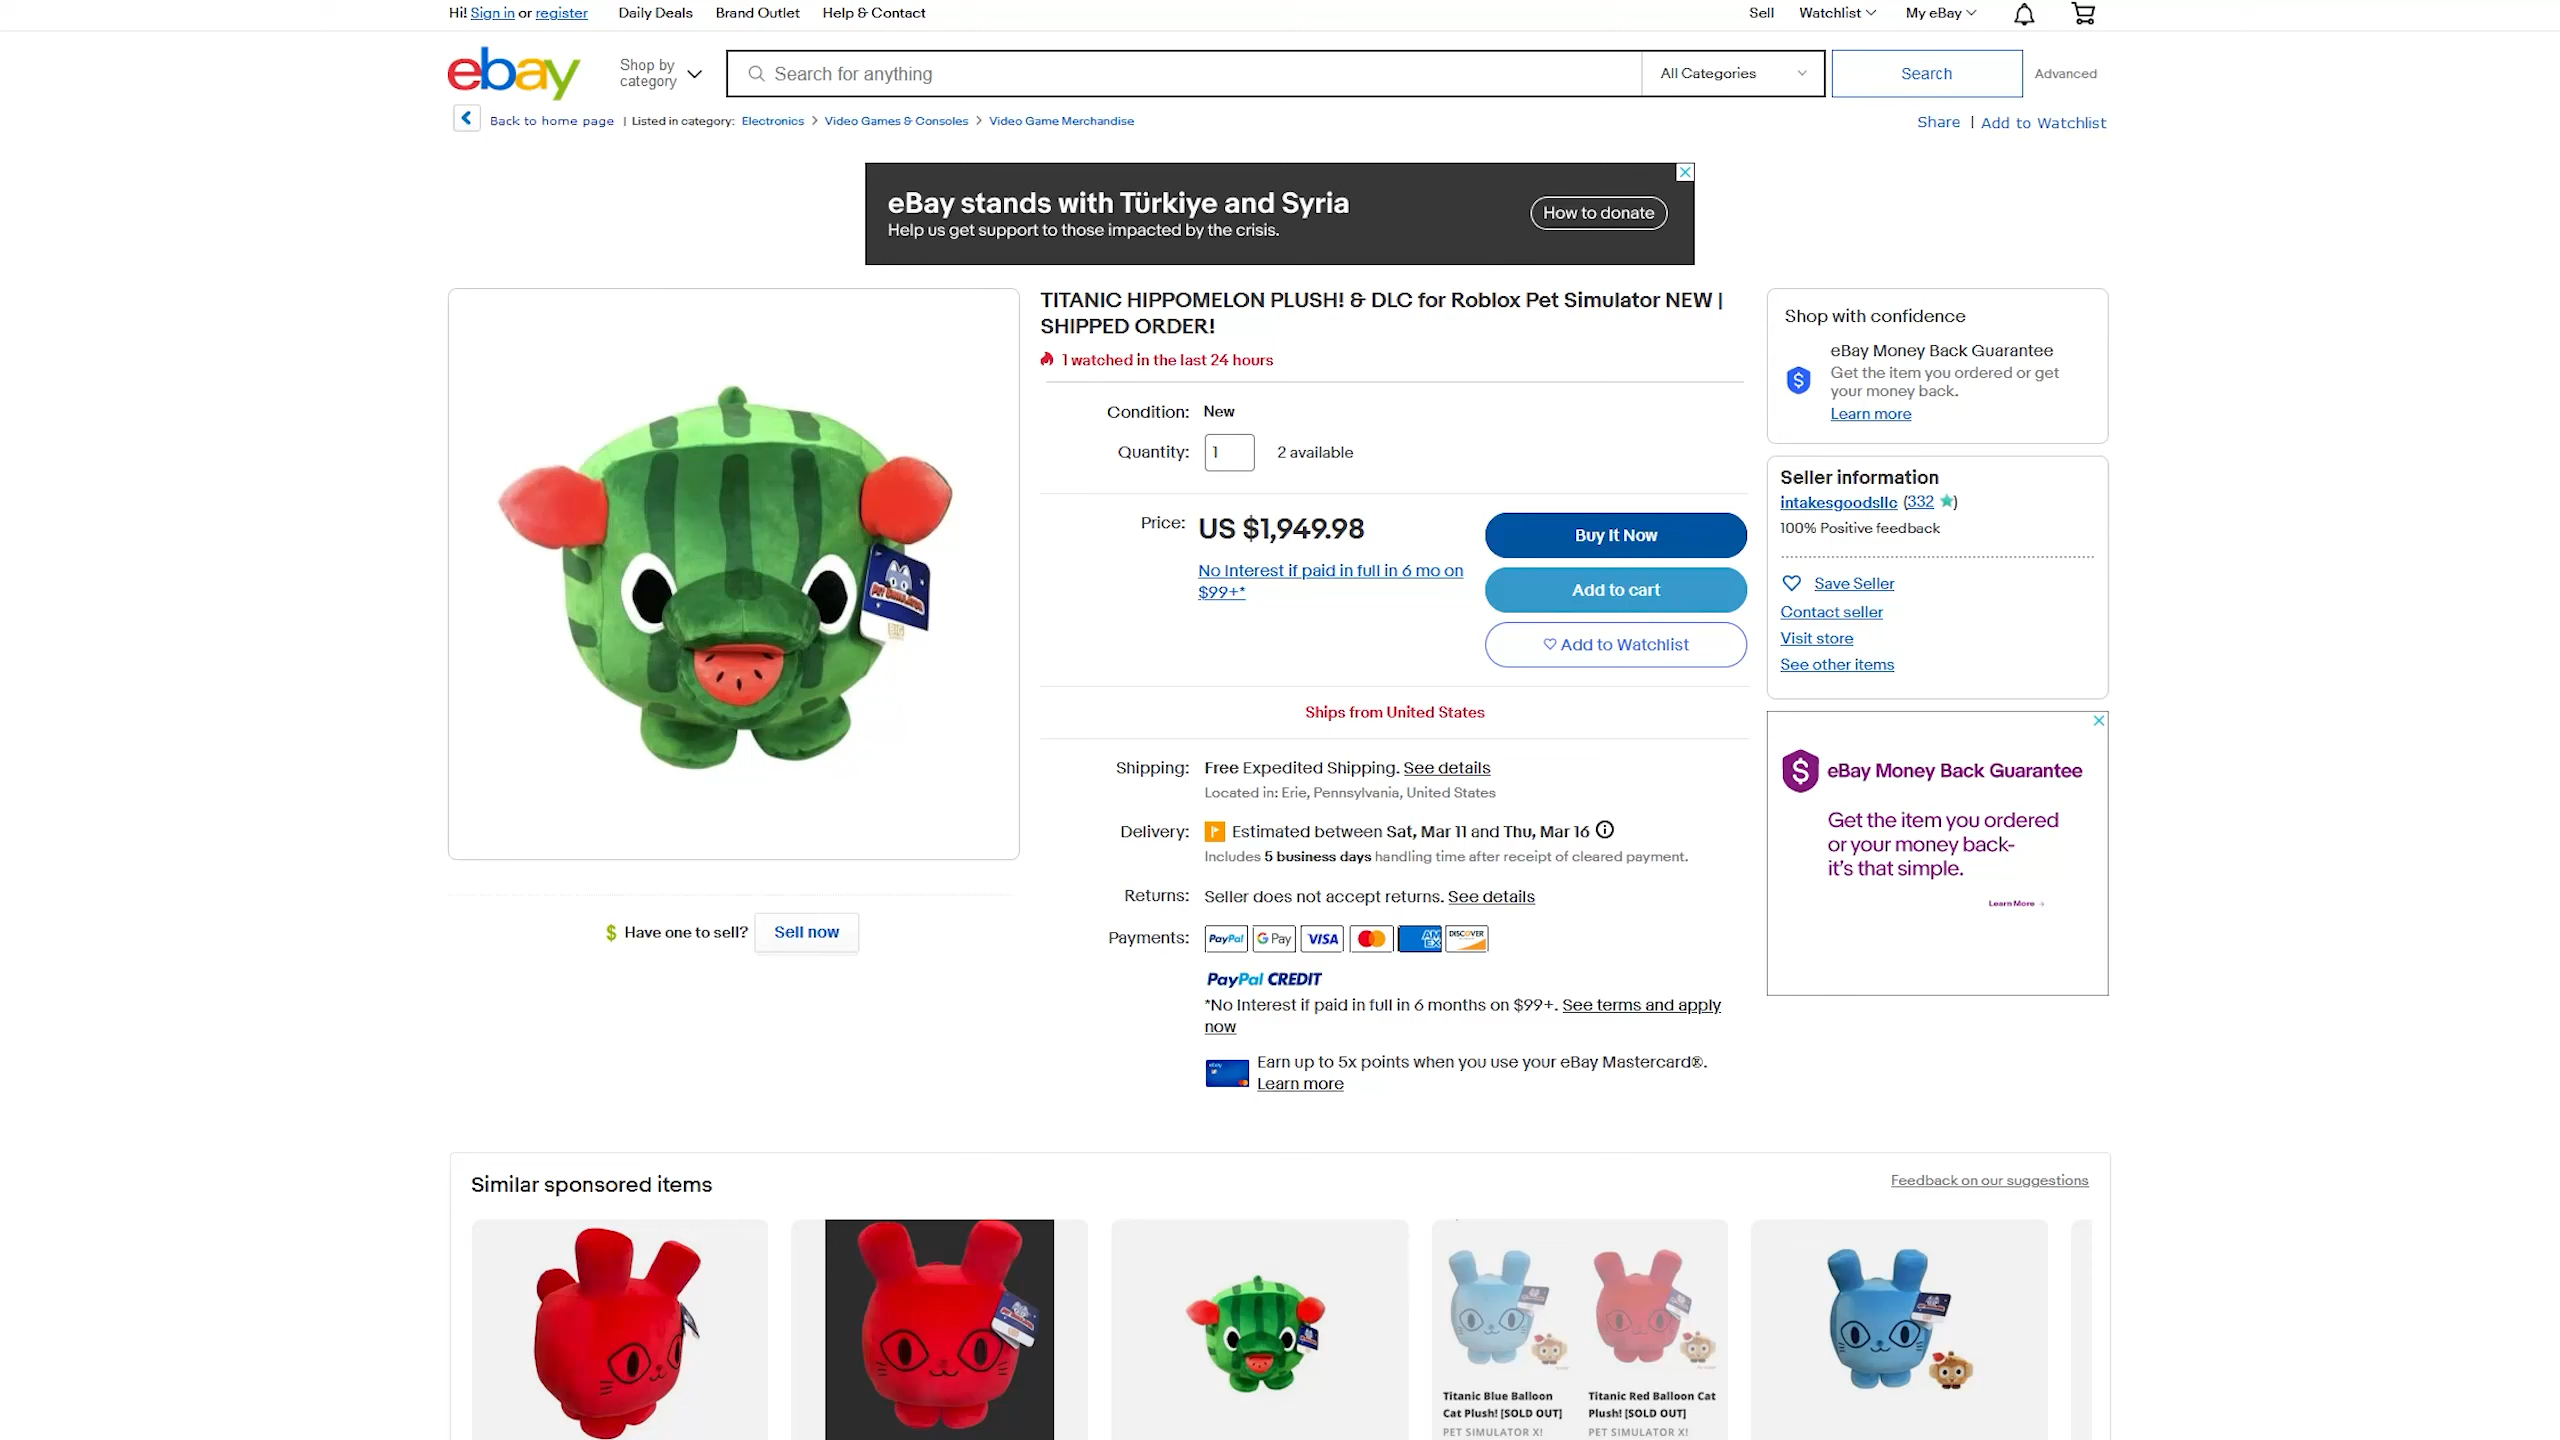 Hi! Sign in or register Daily Deals Brand Outlet Help & Contact Sell Watchlist My eBay
ebay
Shop by
category
Search for anything
All Categories
Search
Advanced
Back to home page | Listed in category: Electronics > Video Games & Consoles > Video Game Merchandise
Share | Add to Watchlist
eBay stands with Türkiye and Syria
Help us get support to those impacted by the crisis.
How to donate
PET SIMULATOR
TITANIC HIPPOMELON PLUSH! & DLC for Roblox Pet Simulator NEW |
SHIPPED ORDER!
1 watched in the last 24 hours
Condition: New
Quantity: 1 2 available
Price: US $1,949.98
No Interest if paid in full in 6 mo on
$99+*
Buy It Now
Add to cart
Add to Watchlist
Ships from United States
Shipping: Free Expedited Shipping. See details
Located in: Erie, Pennsylvania, United States
Delivery: Estimated between Sat, Mar 11 and Thu, Mar 16
Includes 5 business days handling time after receipt of cleared payment.
Returns: Seller does not accept returns. See details
Payments: PayPal G Pay VISA AM EX DISCOVER
PayPal CREDIT
*No Interest if paid in full in 6 months on $99+. See terms and apply
now
Earn up to 5x points when you use your eBay Mastercard®.
Learn more
Shop with confidence
eBay Money Back Guarantee
Get the item you ordered or get
your money back.
Learn more
Seller information
intakesgoodsllc (332)
100% Positive feedback
Save Seller
Contact seller
Visit store
See other items
eBay Money Back Guarantee
Get the item you ordered
or your money back-
it's that simple.
Learn More
$ Have one to sell? Sell now
Similar sponsored items
Feedback on our suggestions
Titanic Blue Balloon
Cat Plush! [SOLD OUT]
PET SIMULATOR X!
Titanic Red Balloon Cat
Plush! [SOLD OUT]
PET SIMULATOR X!